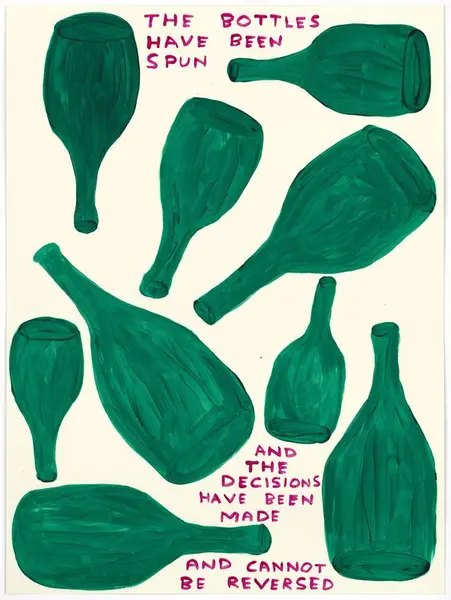 THE BOTTLES
HAVE BEEN
SPUN
AND
THE
DECISIONS
HAVE BEEN
MADE
AND CANNOT
BE REVERSED